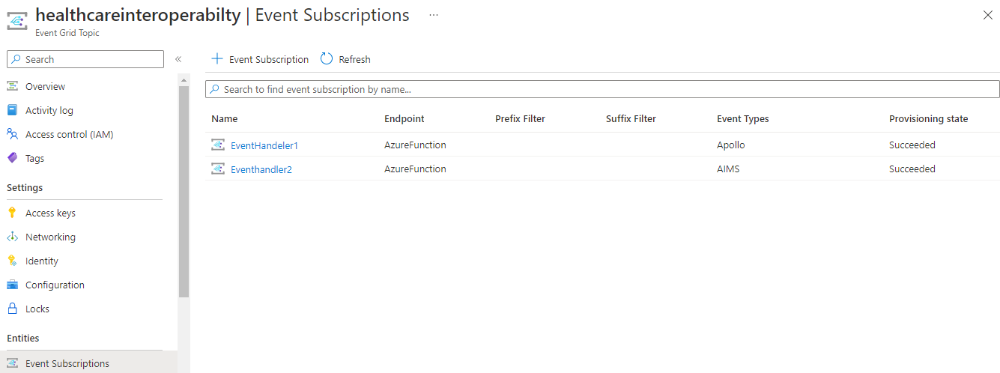 healthcareinteroperabilty | Event Subscriptions ...
Event Grid Topic
Search
Overview
Activity log
Access control (IAM)
Tags
Settings
Access keys
Networking
Identity
Configuration
Locks
Entities
Event Subscriptions
Event Subscription Refresh
Search to find event subscription by name...
Name Endpoint Prefix Filter Suffix Filter Event Types Provisioning state
EventHandeler1 AzureFunction Apollo Succeeded
Eventhandler2 AzureFunction AIMS Succeeded